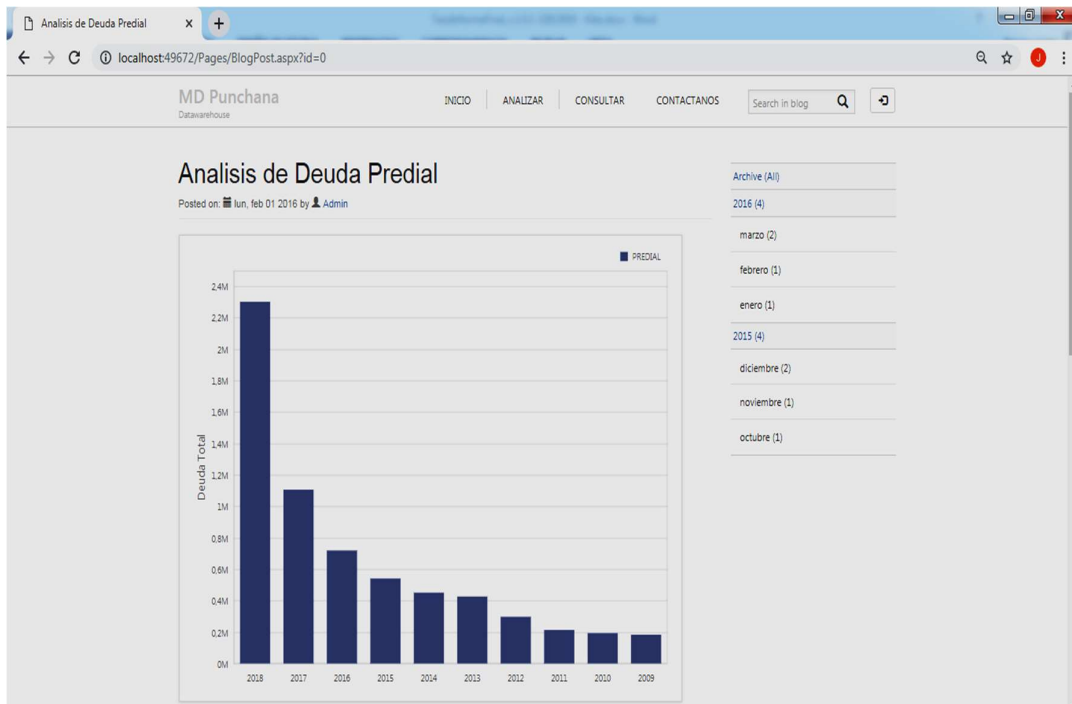 Analisis de Deuda Predial
localhost:49672/Pages/BlogPost.aspx?id=0
J
MD Punchana
Datawarehouse
INICIO
ANALIZAR
CONSULTAR
CONTACTANOS
Search in blog
Analisis de Deuda Predial
Posted on: lun, feb 01 2016 by Admin
Archive (All)
2016 (4)
marzo (2)
febrero (1)
enero (1)
2015 (4)
diciembre (2)
noviembre (1)
octubre (1)
PREDIAL
Deuda Total
2,4M
2,2M
2M
1,8M
1,6M
1,4M
1,2M
1M
0,8M
0,6M
0,4M
0,2M
0M
2018 2017 2016 2015 2014 2013 2012 2011 2010 2009